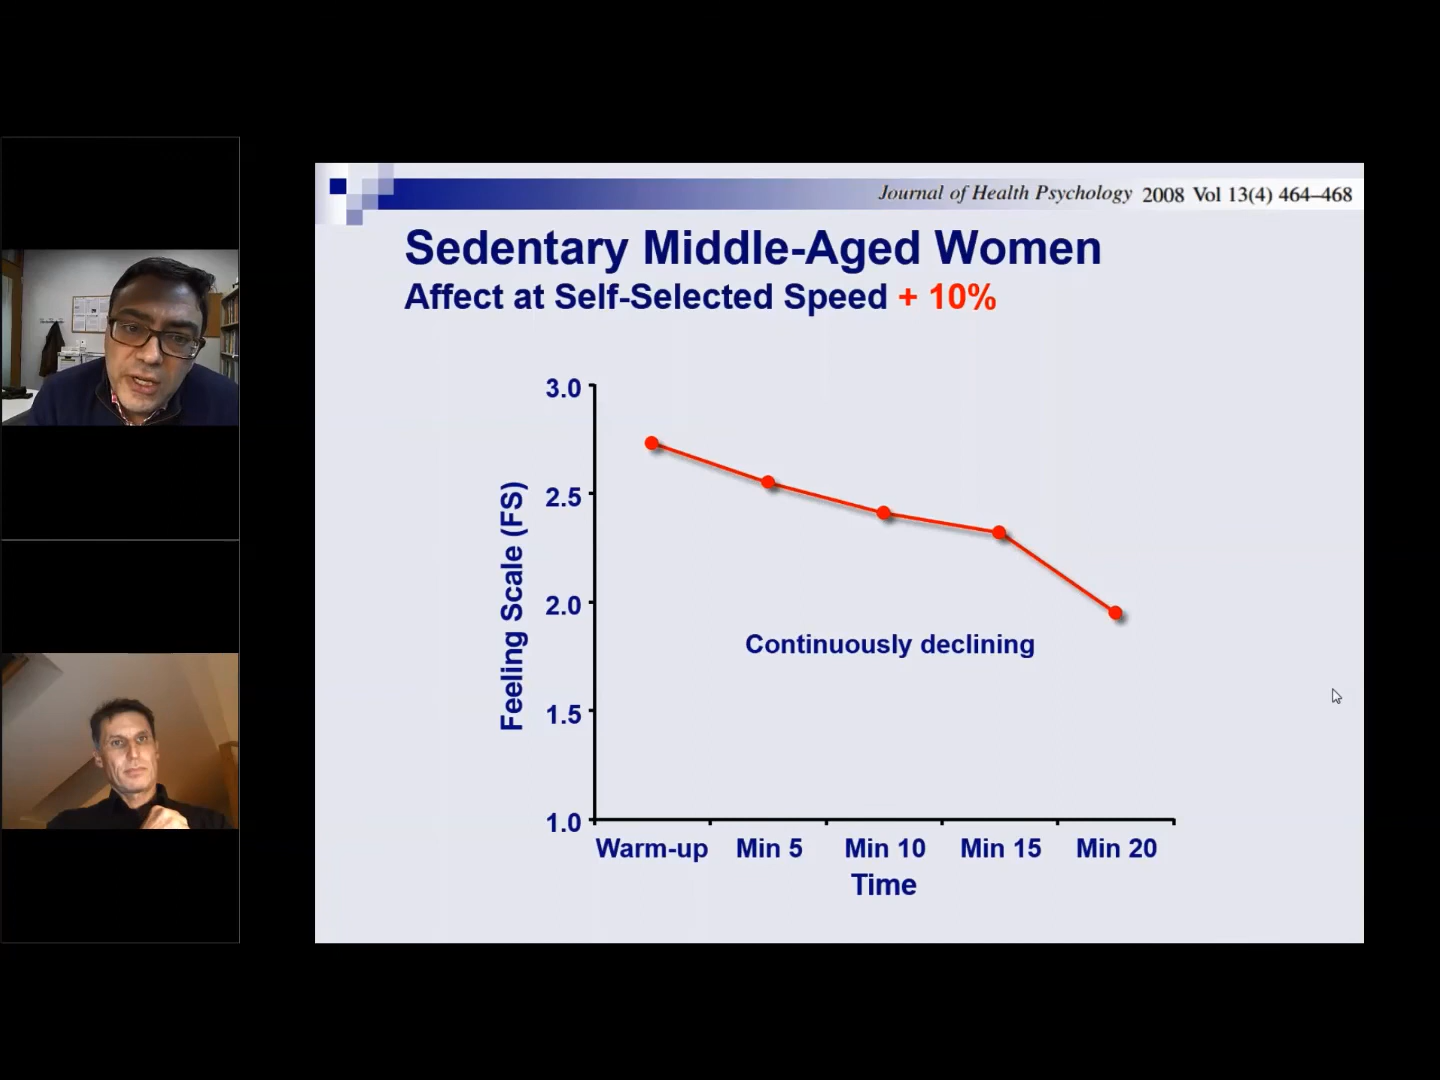 Journal of Health Psychology 2008 Vol 13(4) 464–468
Sedentary Middle-Aged Women
Affect at Self-Selected Speed + 10%
3.0
2.5
2.0
1.5
1.0
Feeling Scale (FS)
Continuously declining
Warm-up Min 5 Min 10 Min 15 Min 20
Time